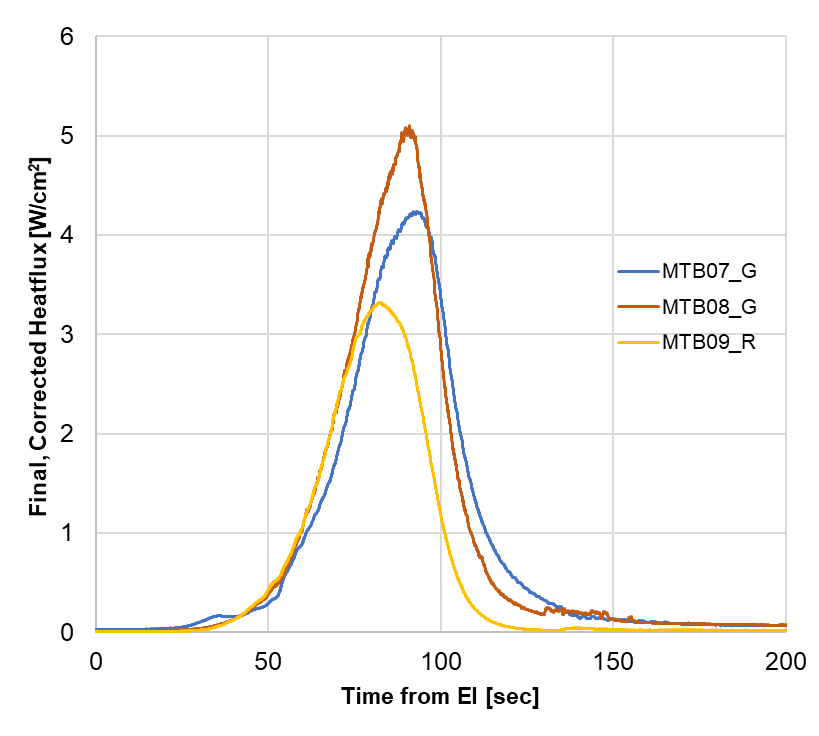 6
5
4
3
2
1
0
Final, Corrected Heatflux [W/cm²]
MTB07_G
MTB08_G
MTB09_R
0 50 100 150 200
Time from EI [sec]